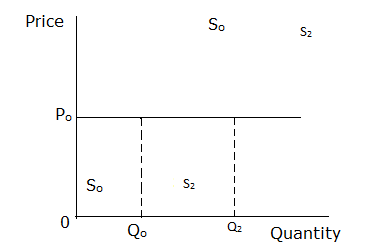 Price
S₀
S₂
P₀
S₀
S₂
0
Q₀
Q₂
Quantity